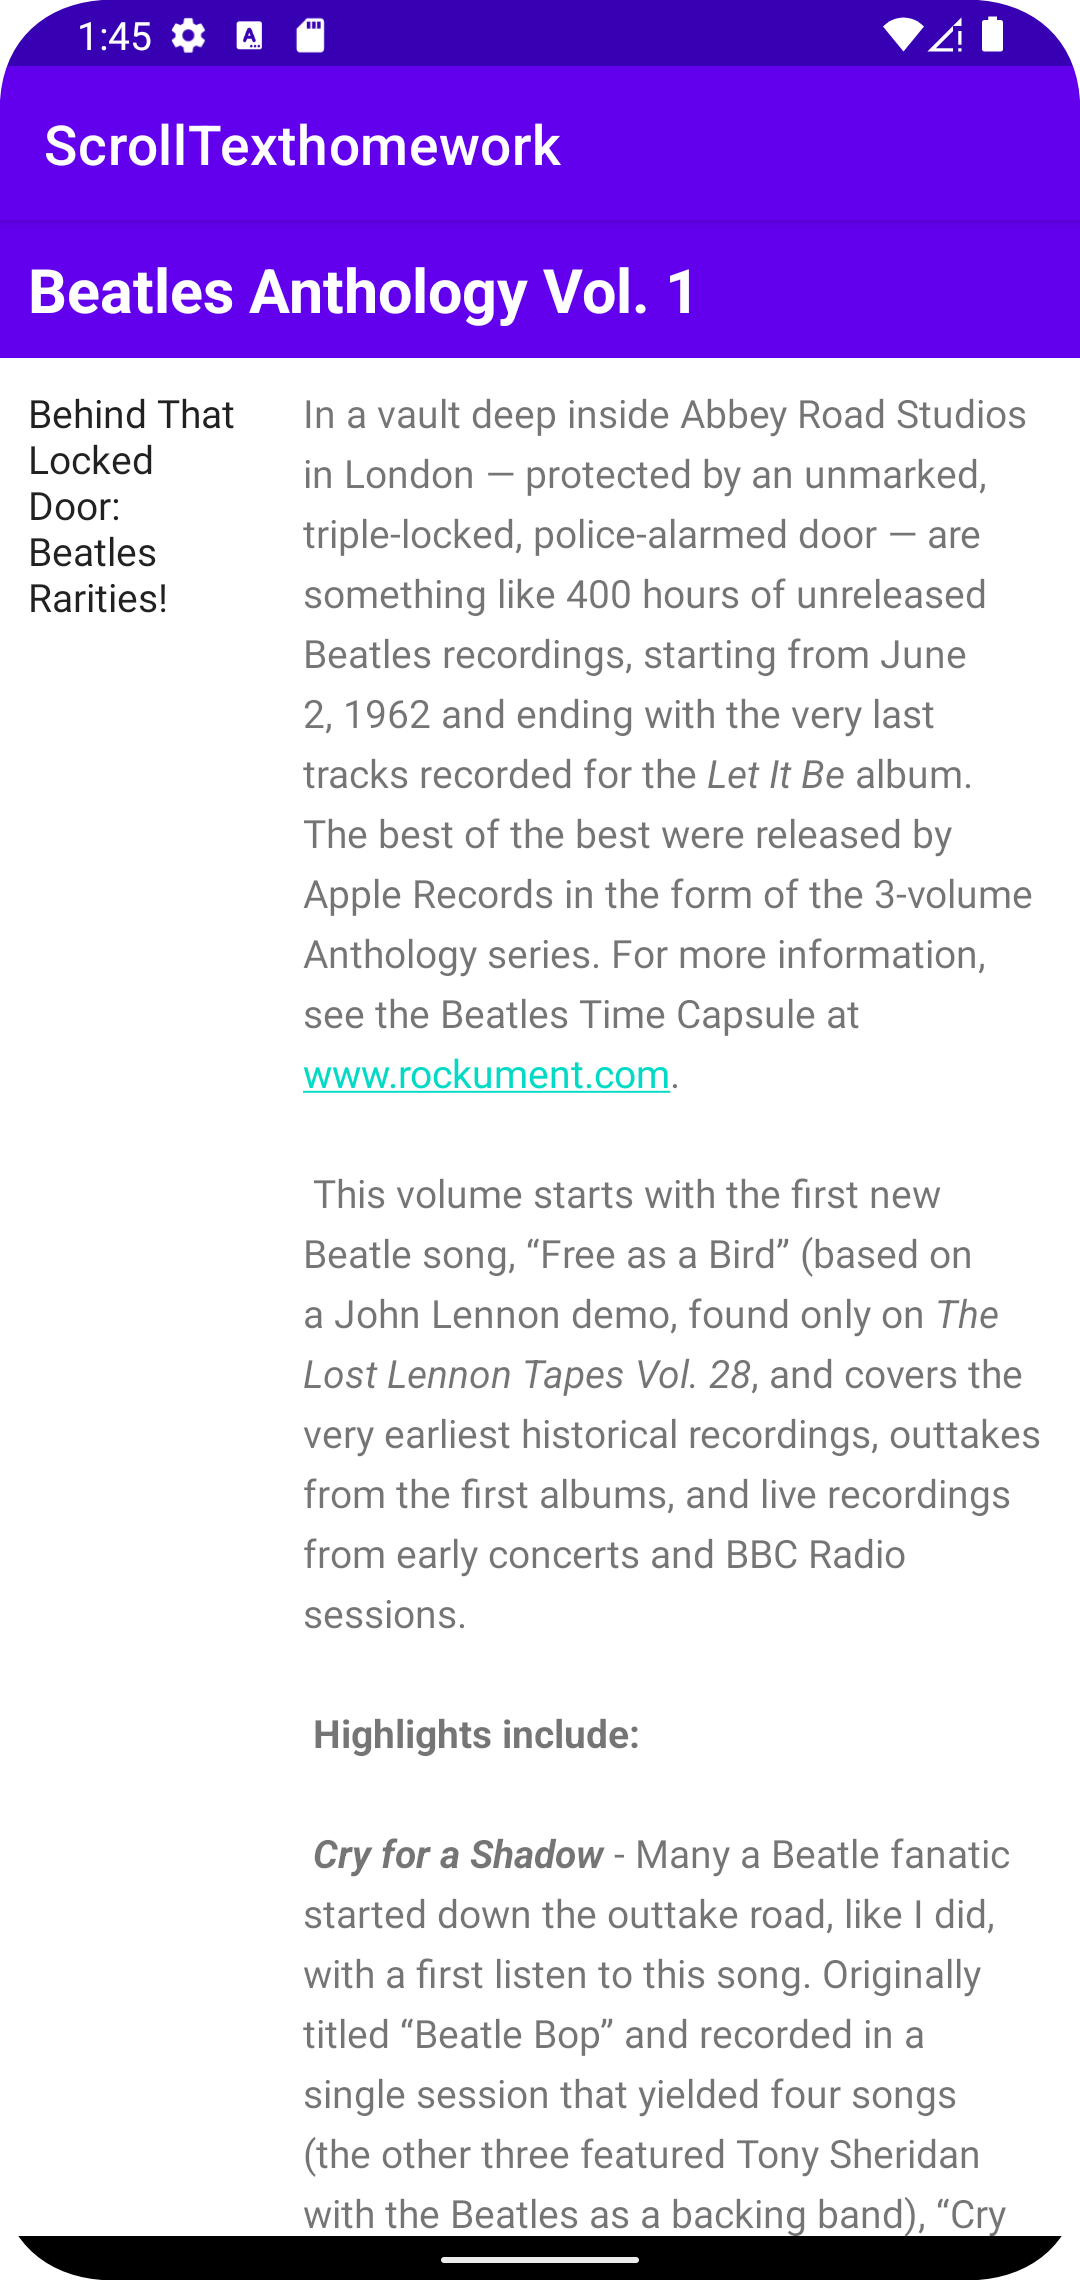 1:45
ScrollTexthomework
Beatles Anthology Vol. 1
Behind That
Locked
Door:
Beatles
Rarities!
In a vault deep inside Abbey Road Studios
in London — protected by an unmarked,
triple-locked, police-alarmed door — are
something like 400 hours of unreleased
Beatles recordings, starting from June
2, 1962 and ending with the very last
tracks recorded for the Let It Be album.
The best of the best were released by
Apple Records in the form of the 3-volume
Anthology series. For more information,
see the Beatles Time Capsule at
www.rockument.com.
This volume starts with the first new
Beatle song, “Free as a Bird” (based on
a John Lennon demo, found only on The
Lost Lennon Tapes Vol. 28, and covers the
very earliest historical recordings, outtakes
from the first albums, and live recordings
from early concerts and BBC Radio
sessions.
Highlights include:
Cry for a Shadow - Many a Beatle fanatic
started down the outtake road, like I did,
with a first listen to this song. Originally
titled “Beatle Bop” and recorded in a
single session that yielded four songs
(the other three featured Tony Sheridan
with the Beatles as a backing band), “Cry